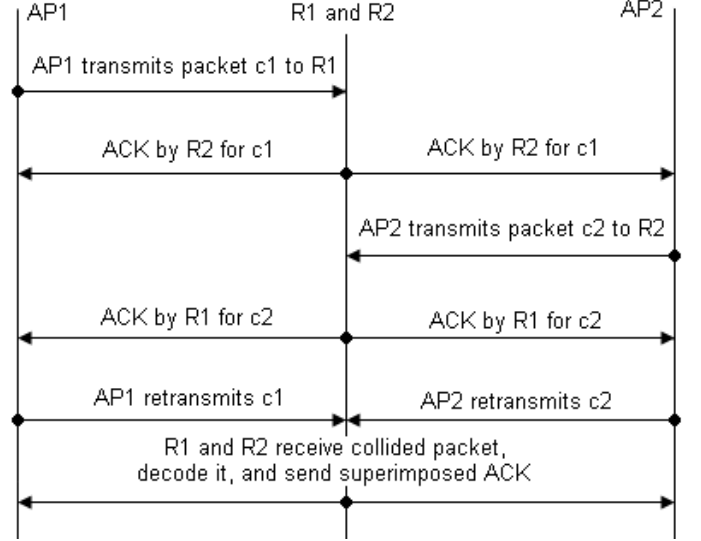 AP1
R1 and R2
AP2
AP1 transmits packet c1 to R1
ACK by R2 for c1
ACK by R2 for c1
AP2 transmits packet c2 to R2
ACK by R1 for c2
ACK by R1 for c2
AP1 retransmits c1
AP2 retransmits c2
R1 and R2 receive collided packet,
decode it, and send superimposed ACK